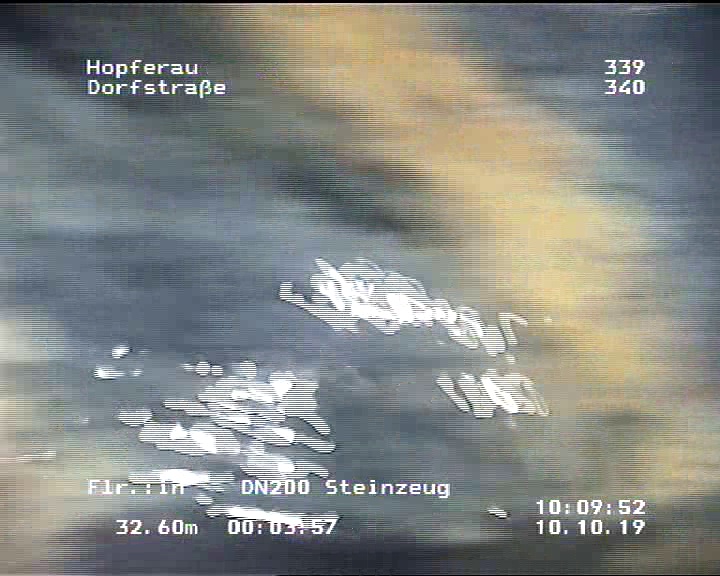 Hopferau 339
Dorfstraße 340
Flr.:in DN200 Steinzeug
10:09:52
32.60m 00:03:57 10.10.19